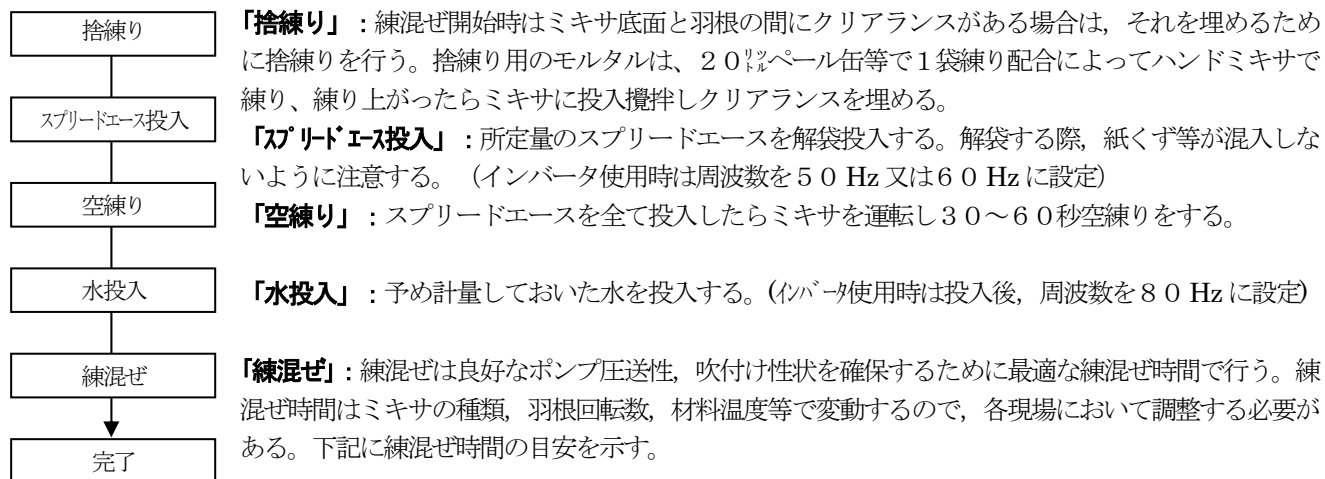 捨練り
「捨練り」：練混ぜ開始時はミキサ底面と羽根の間にクリアランスがある場合は，それを埋めるため
に捨練りを行う。捨練り用のモルタルは、２０㍑ペール缶等で１袋練り配合によってハンドミキサで
練り、練り上がったらミキサに投入攪拌しクリアランスを埋める。
スプリードエース投入
「ｽﾌﾟﾘｰﾄﾞｴｰｽ投入」：所定量のスプリードエースを解袋投入する。解袋する際，紙くず等が混入しな
いように注意する。（インバータ使用時は周波数を５０ Hz 又は６０ Hz に設定）
空練り
「空練り」：スプリードエースを全て投入したらミキサを運転し３０～６０秒空練りをする。
水投入
「水投入」：予め計量しておいた水を投入する。(ｲﾝﾊﾞｰﾀ使用時は投入後，周波数を８０ Hz に設定)
練混ぜ
「練混ぜ」：練混ぜは良好なポンプ圧送性，吹付け性状を確保するために最適な練混ぜ時間で行う。練
混ぜ時間はミキサの種類，羽根回転数，材料温度等で変動するので，各現場において調整する必要が
ある。下記に練混ぜ時間の目安を示す。
完了